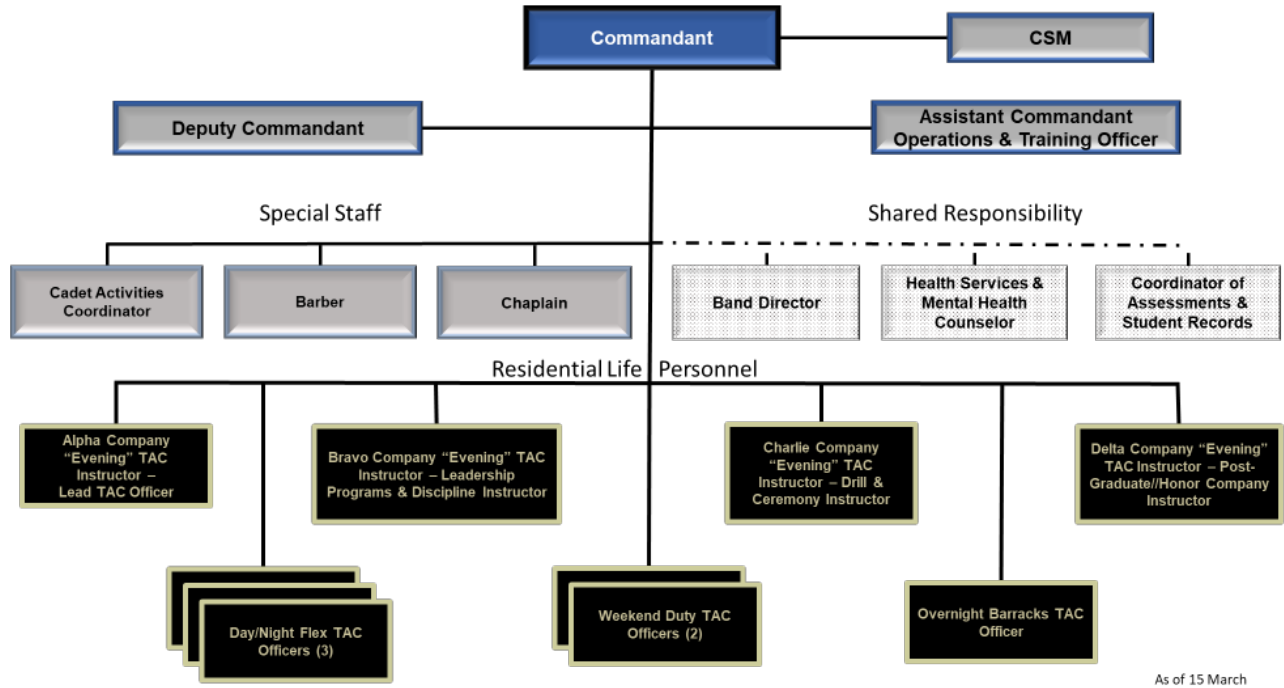 Commandant
CSM
Deputy Commandant
Assistant Commandant
Operations & Training Officer
Special Staff
Shared Responsibility
Cadet Activities
Coordinator
Barber
Chaplain
Band Director
Health Services &
Mental Health
Counselor
Coordinator of
Assessments &
Student Records
Residential Life Personnel
Alpha Company
“Evening” TAC
Instructor –
Lead TAC Officer
Bravo Company “Evening” TAC
Instructor – Leadership
Programs & Discipline Instructor
Charlie Company
“Evening” TAC
Instructor – Drill &
Ceremony Instructor
Delta Company “Evening”
TAC Instructor – Post-
Graduate//Honor Company
Instructor
Day/Night Flex TAC
Officers (3)
Weekend Duty TAC
Officers (2)
Overnight Barracks TAC
Officer
As of 15 March